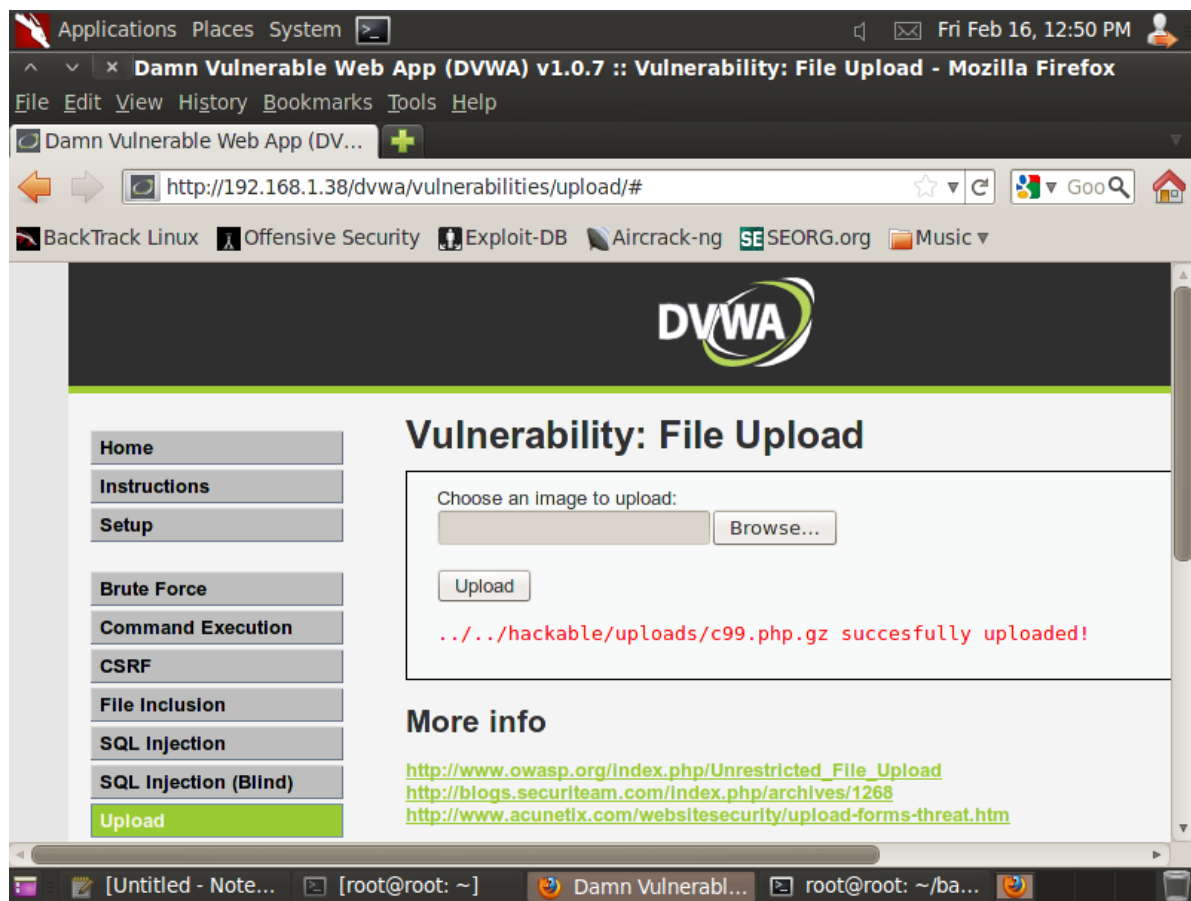 Applications Places System Fri Feb 16, 12:50 PM
Damn Vulnerable Web App (DVWA) v1.0.7 :: Vulnerability: File Upload - Mozilla Firefox
File Edit View History Bookmarks Tools Help
Damn Vulnerable Web App (DV...
http://192.168.1.38/dvwa/vulnerabilities/upload/# Goo
BackTrack Linux Offensive Security Exploit-DB Aircrack-ng SE SEORG.org Music
DVWA
Home
Instructions
Setup
Brute Force
Command Execution
CSRF
File Inclusion
SQL Injection
SQL Injection (Blind)
Upload
Vulnerability: File Upload
Choose an image to upload:
Browse...
Upload
../../hackable/uploads/c99.php.gz succesfully uploaded!
More info
http://www.owasp.org/index.php/Unrestricted_File_Upload
http://blogs.securiteam.com/index.php/archives/1268
http://www.acunetix.com/websitesecurity/upload-forms-threat.htm
[Untitled - Note... [root@root: ~] Damn Vulnerabl... root@root: ~/ba...